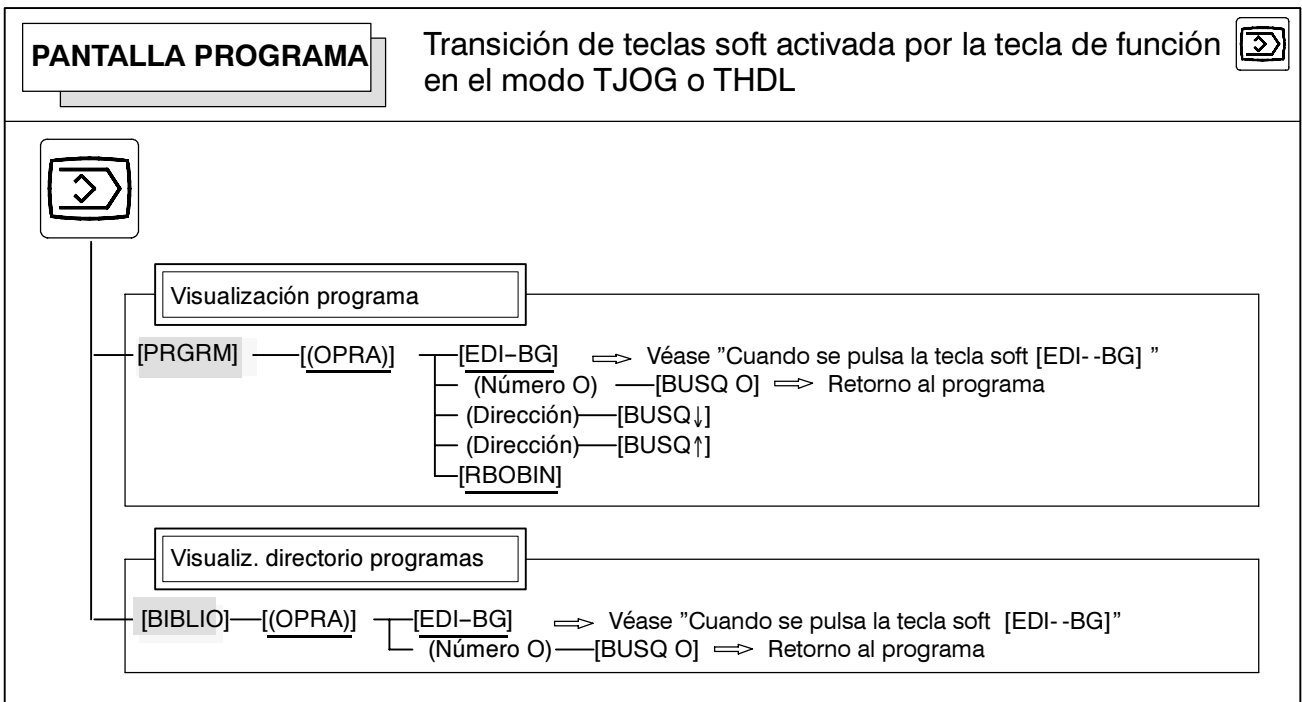 PANTALLA PROGRAMA
Transición de teclas soft activada por la tecla de función
en el modo TJOG o THDL
Visualización programa
[PRGRM] [(OPRA)] [EDI–BG] ⇒ Véase ”Cuando se pulsa la tecla soft [EDI- -BG] ”
(Número O) [BUSQ O] ⇒ Retorno al programa
(Dirección) [BUSQ↓]
(Dirección) [BUSQ↑]
[RBOBIN]
Visualiz. directorio programas
[BIBLIO] [(OPRA)] [EDI–BG] ⇒ Véase ”Cuando se pulsa la tecla soft [EDI- -BG]”
(Número O) [BUSQ O] ⇒ Retorno al programa